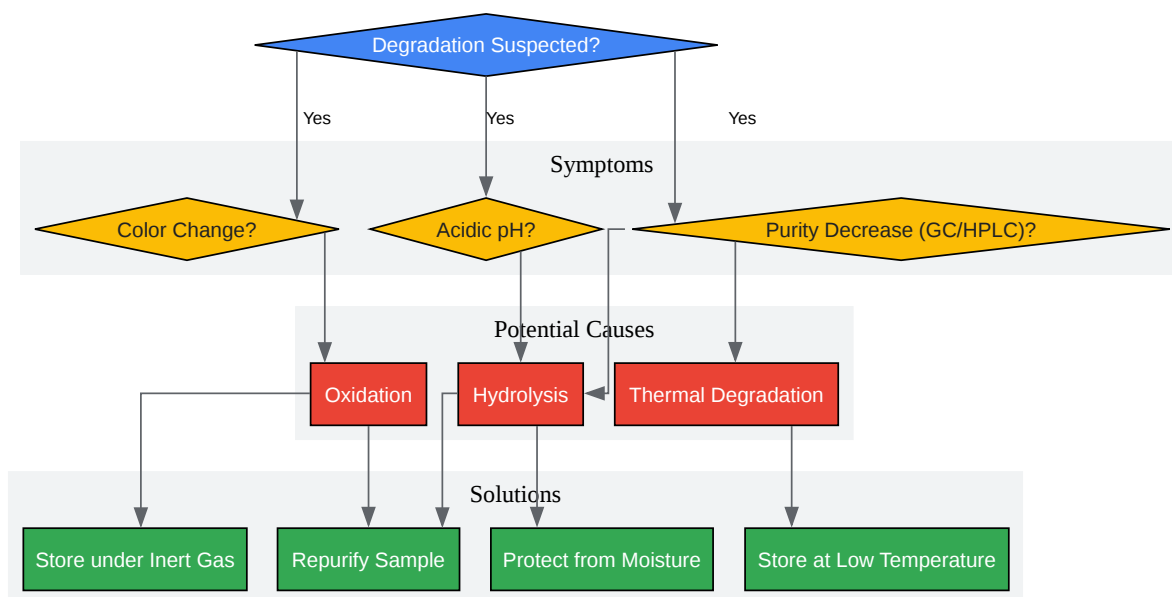 Degradation Suspected?
Yes
Yes
Yes
Symptoms
Color Change?
Acidic pH?
Purity Decrease (GC/HPLC)?
Potential Causes
Oxidation
Hydrolysis
Thermal Degradation
Solutions
Store under Inert Gas
Repurify Sample
Protect from Moisture
Store at Low Temperature